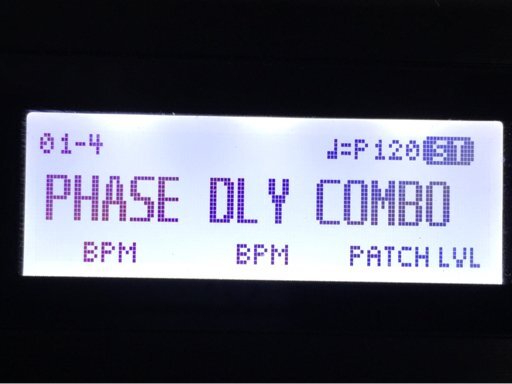 01-4 ♩=P120 ST
PHASE DLY COMBO
BPM BPM PATCH LVL